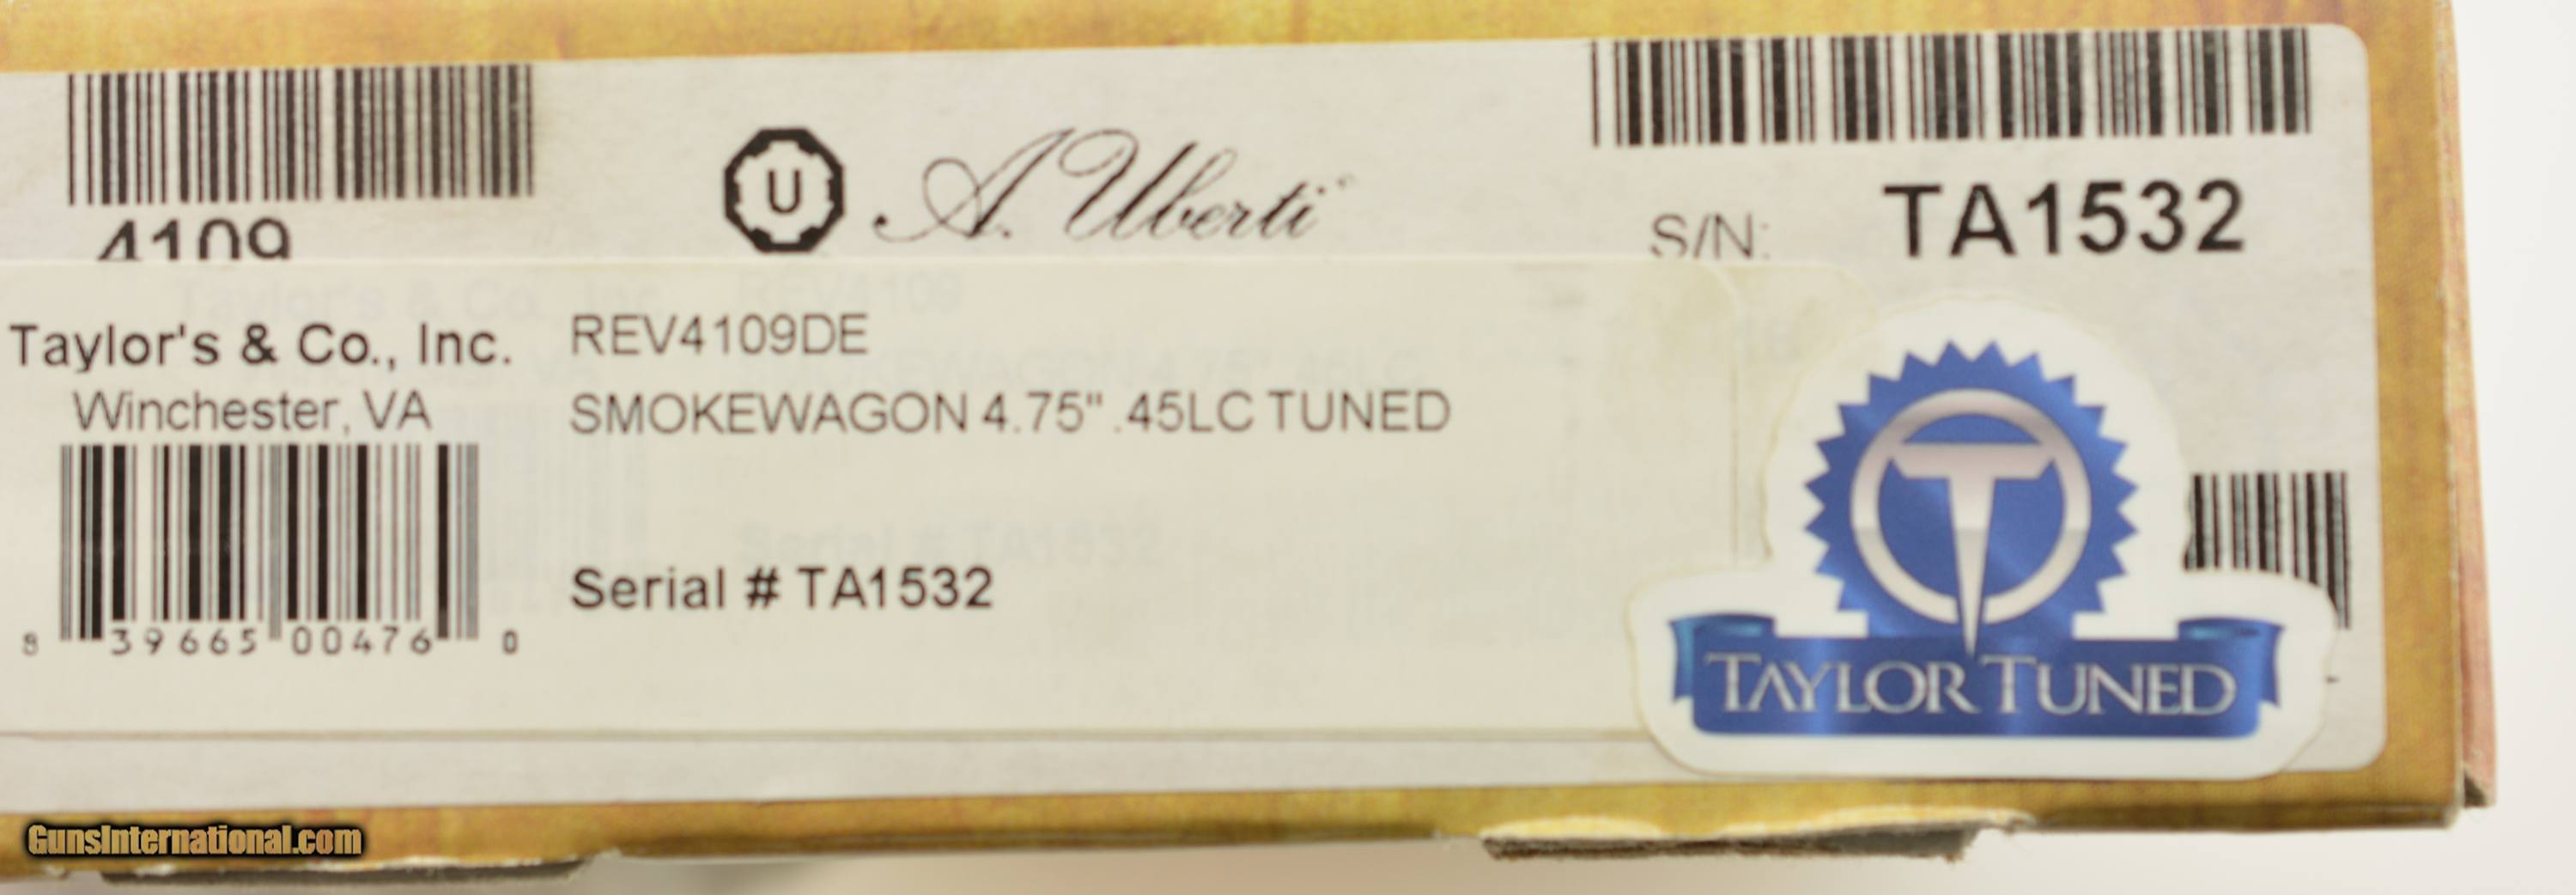 4109
U
A. Uberti
S/N: TA1532
Taylor's & Co., Inc.
Winchester, VA
REV4109DE
SMOKEWAGON 4.75" .45LC TUNED
Serial # TA1532
8 39665 00476 0
T
TAYLOR TUNED
GunsInternational.com